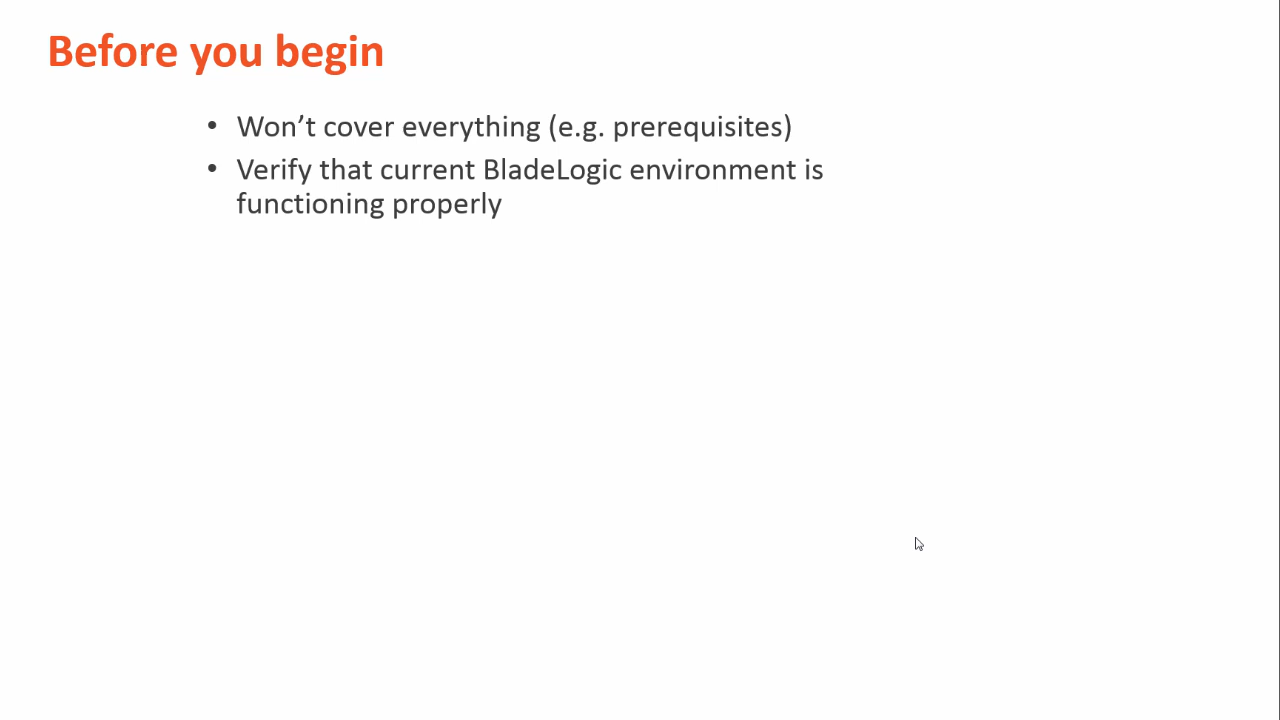 Before you begin
• Won’t cover everything (e.g. prerequisites)
• Verify that current BladeLogic environment is
functioning properly